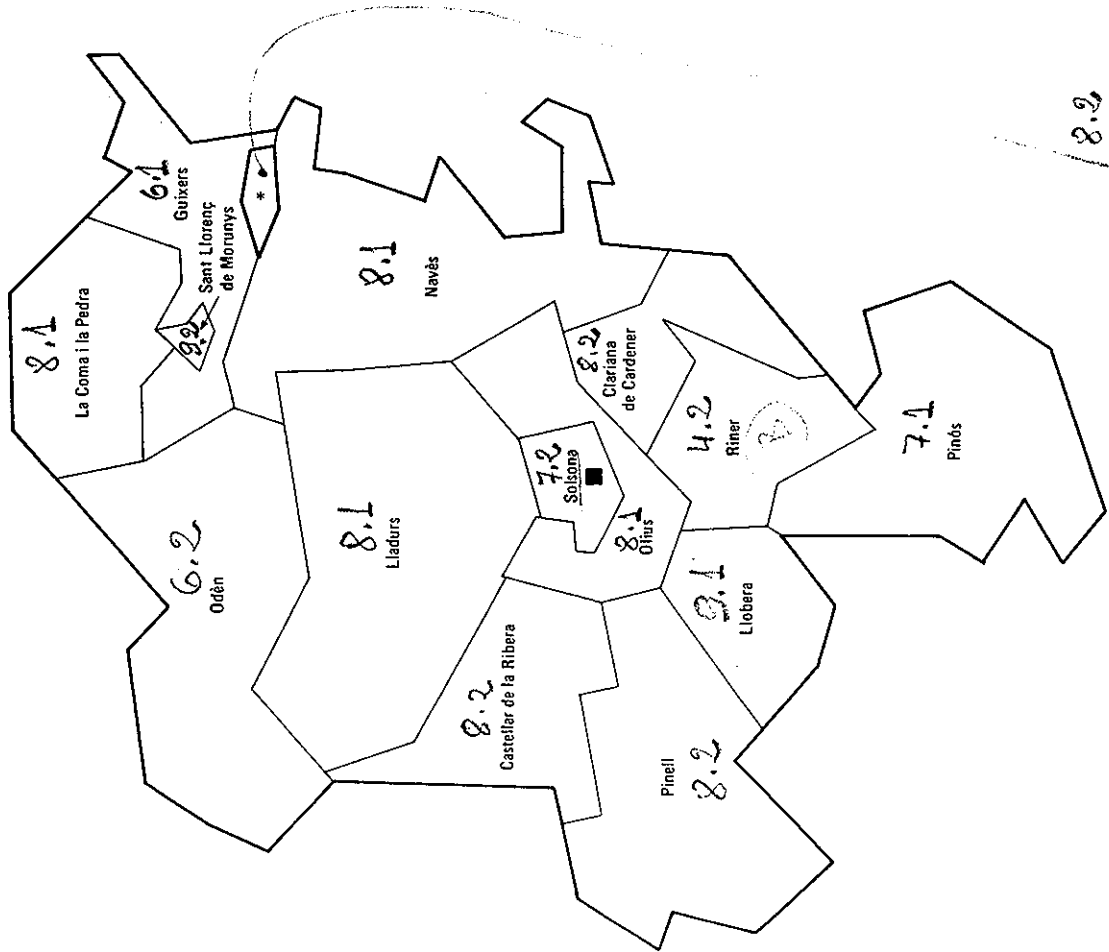 8.1
La Coma i la Pedra
6.1
Guixers
9.2
Sant Llorenç
de Morunys
*
6.2
Odèn
8.1
Lladurs
8.1
Navès
7.2
Solsona
8.1
Olius
8.2
Clariana
de Cardener
8.2
Castellar de la Ribera
4.2
Riner
Llobera
Pinell
8.2
7.1
Pinós
8.2